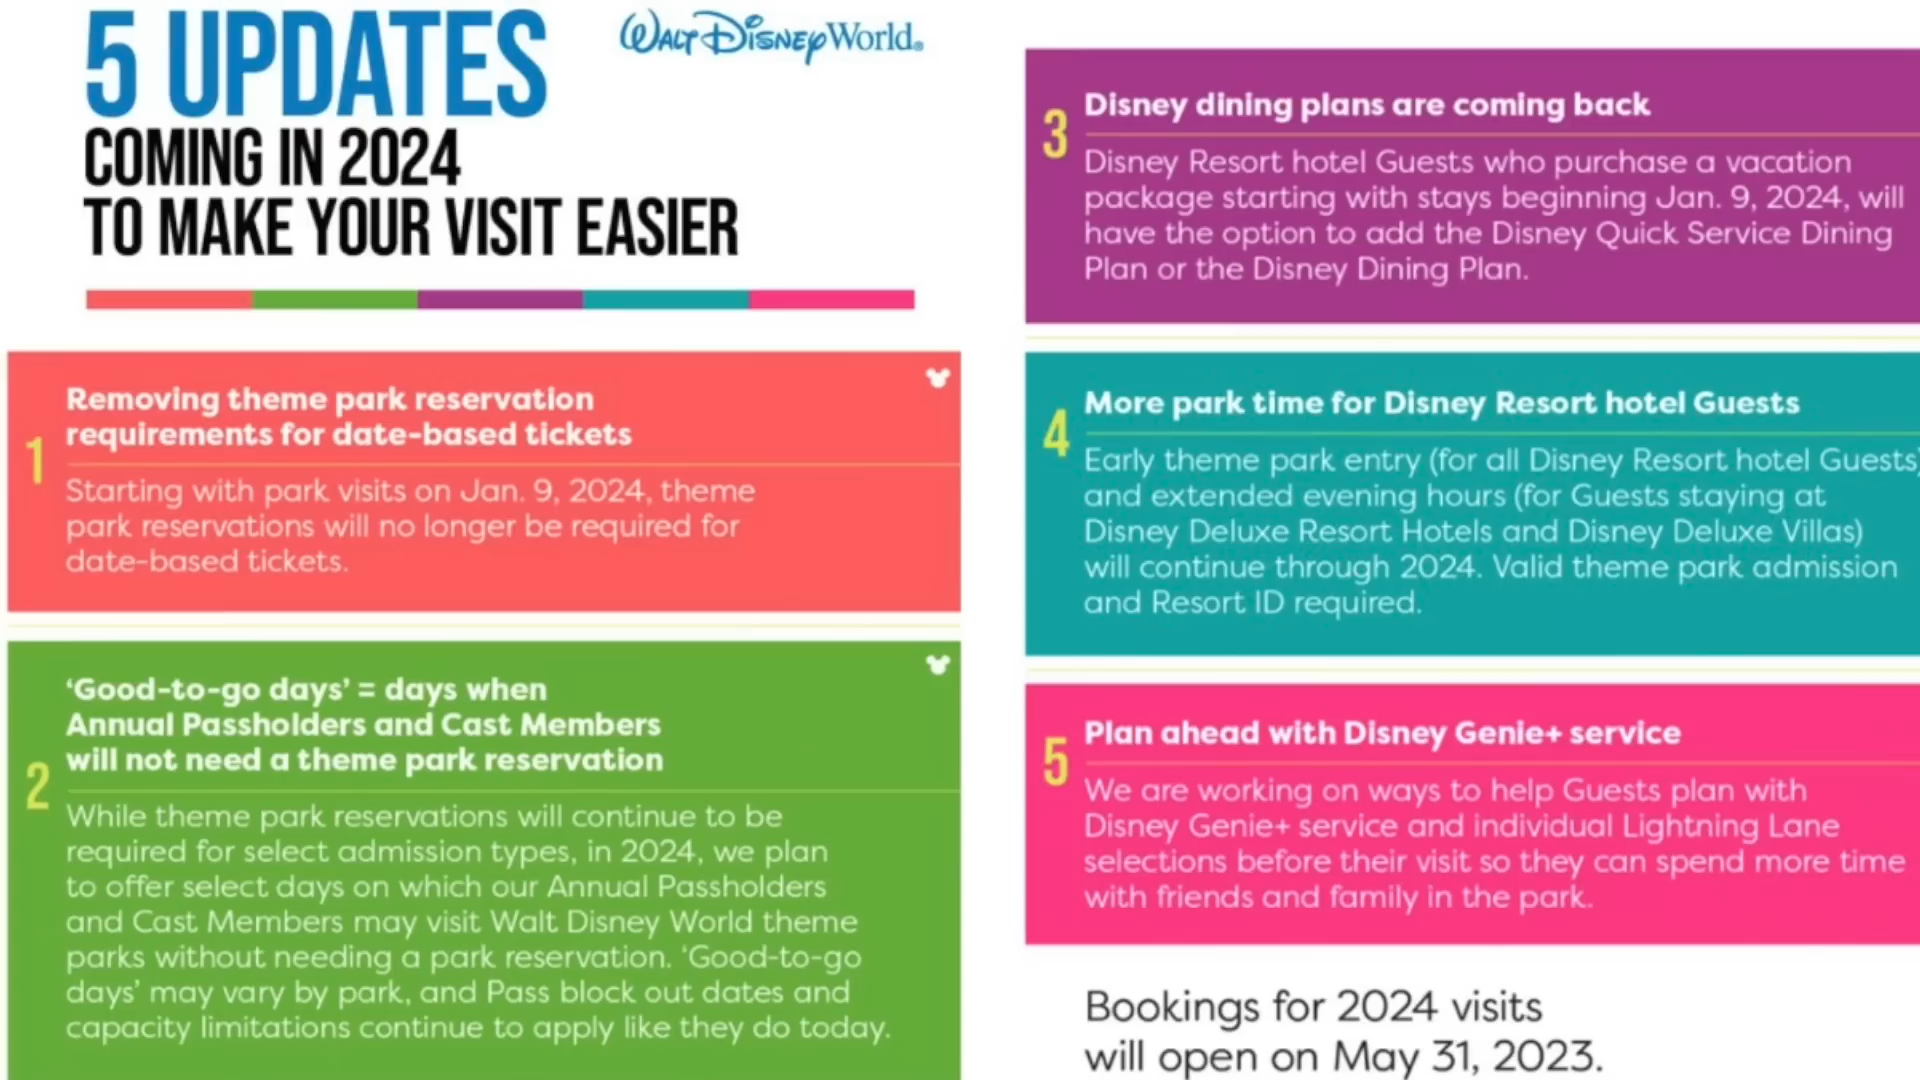 5 UPDATES
COMING IN 2024
TO MAKE YOUR VISIT EASIER
WALT DISNEY World®
1
Removing theme park reservation
requirements for date-based tickets
Starting with park visits on Jan. 9, 2024, theme
park reservations will no longer be required for
date-based tickets.
2
‘Good-to-go days’ = days when
Annual Passholders and Cast Members
will not need a theme park reservation
While theme park reservations will continue to be
required for select admission types, in 2024, we plan
to offer select days on which our Annual Passholders
and Cast Members may visit Walt Disney World theme
parks without needing a park reservation. ‘Good-to-go
days’ may vary by park, and Pass block out dates and
capacity limitations continue to apply like they do today.
3
Disney dining plans are coming back
Disney Resort hotel Guests who purchase a vacation
package starting with stays beginning Jan. 9, 2024, will
have the option to add the Disney Quick Service Dining
Plan or the Disney Dining Plan.
4
More park time for Disney Resort hotel Guests
Early theme park entry (for all Disney Resort hotel Guests)
and extended evening hours (for Guests staying at
Disney Deluxe Resort Hotels and Disney Deluxe Villas)
will continue through 2024. Valid theme park admission
and Resort ID required.
5
Plan ahead with Disney Genie+ service
We are working on ways to help Guests plan with
Disney Genie+ service and individual Lightning Lane
selections before their visit so they can spend more time
with friends and family in the park.
Bookings for 2024 visits
will open on May 31, 2023.